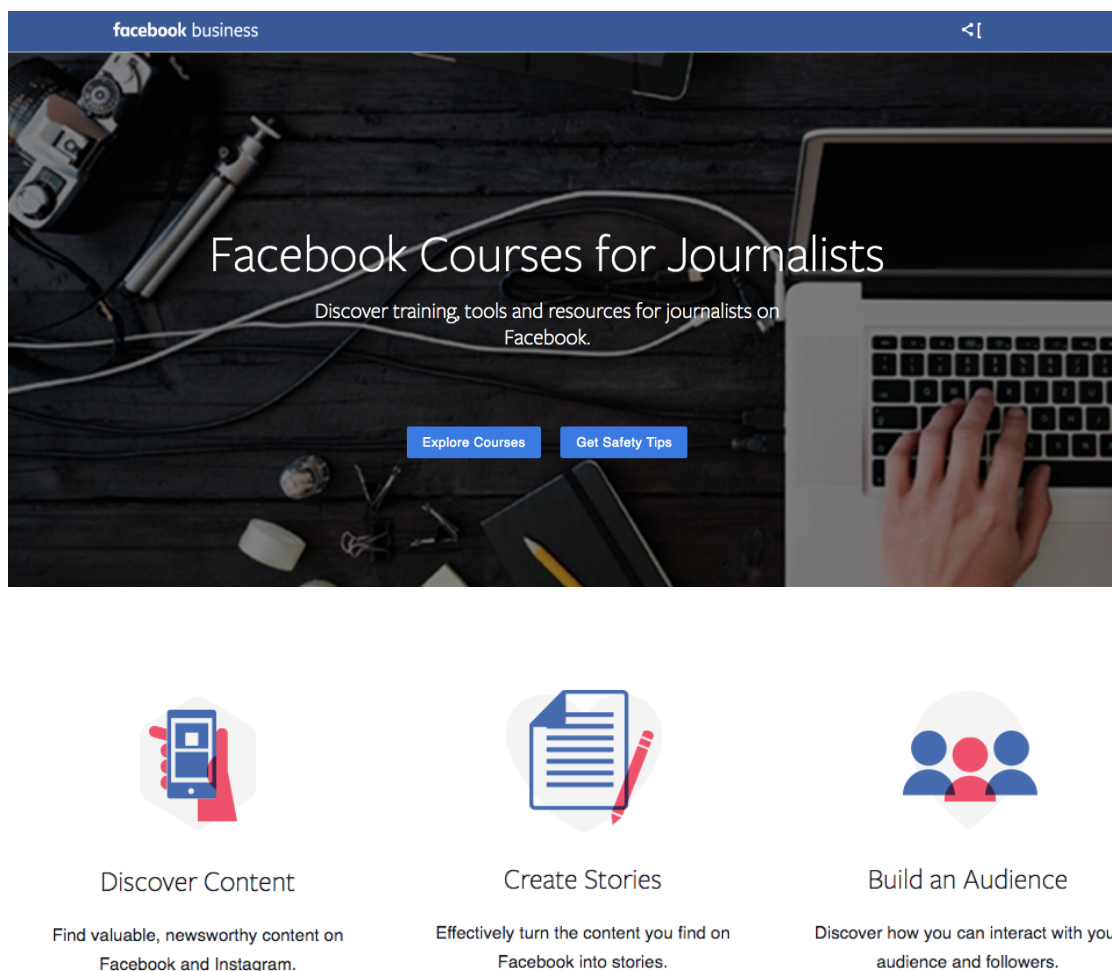 facebook business
Facebook Courses for Journalists
Discover training, tools and resources for journalists on
Facebook.
Explore Courses
Get Safety Tips
Discover Content
Find valuable, newsworthy content on
Facebook and Instagram.
Create Stories
Effectively turn the content you find on
Facebook into stories.
Build an Audience
Discover how you can interact with you
audience and followers.